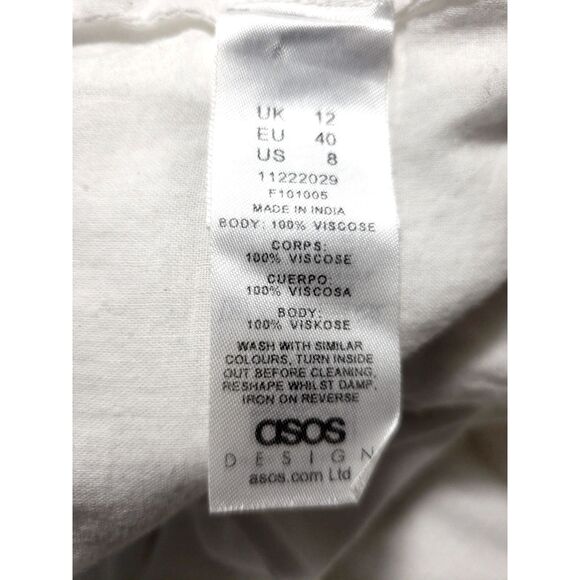 UK 12
EU 40
US 8
11222029
F101005
MADE IN INDIA
BODY: 100% VISCOSE
CORPS:
100% VISCOSE
CUERPO:
100% VISCOSA
BODY:
100% VISKOSE
WASH WITH SIMILAR
COLOURS, TURN INSIDE
OUT BEFORE CLEANING,
RESHAPE WHILST DAMP,
IRON ON REVERSE
asos
DESIGN
asos.com Ltd